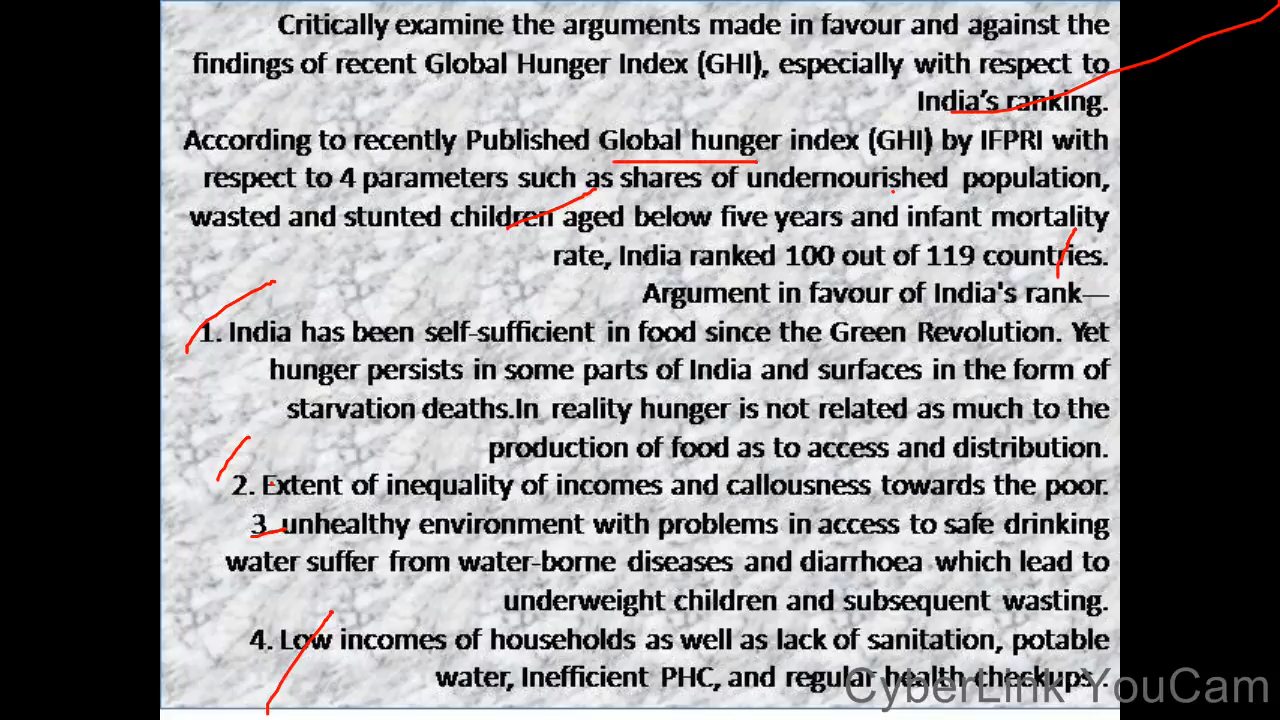 Critically examine the arguments made in favour and against the
findings of recent Global Hunger Index (GHI), especially with respect to
India's ranking.
According to recently Published Global hunger index (GHI) by IFPRI with
respect to 4 parameters such as shares of undernourished population,
wasted and stunted children aged below five years and infant mortality
rate, India ranked 100 out of 119 countries.
Argument in favour of India's rank—
1. India has been self-sufficient in food since the Green Revolution. Yet
hunger persists in some parts of India and surfaces in the form of
starvation deaths.In reality hunger is not related as much to the
production of food as to access and distribution.
2. Extent of inequality of incomes and callousness towards the poor.
3 unhealthy environment with problems in access to safe drinking
water suffer from water-borne diseases and diarrhoea which lead to
underweight children and subsequent wasting.
4. Low incomes of households as well as lack of sanitation, potable
water, Inefficient PHC, and regular health checkups .
CyberLink YouCam